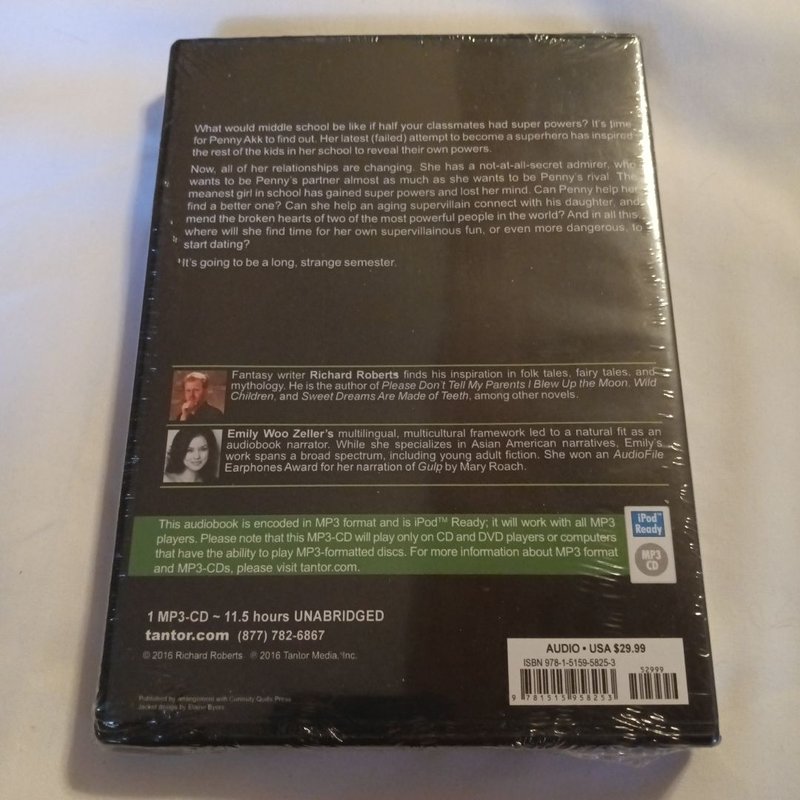 What would middle school be like if half your classmates had super powers? It's time
for Penny Akk to find out. Her latest (failed) attempt to become a superhero has inspired
the rest of the kids in her school to reveal their own powers.
Now, all of her relationships are changing. She has a not-at-all-secret admirer, who
wants to be Penny's partner almost as much as she wants to be Penny's rival. The
meanest girl in school has gained super powers and lost her mind. Can Penny help her
find a better one? Can she help an aging supervillain connect with his daughter, and
mend the broken hearts of two of the most powerful people in the world? And in all this,
where will she find time for her own supervillainous fun, or even more dangerous, to
start dating?
It's going to be a long, strange semester.
Fantasy writer Richard Roberts finds his inspiration in folk tales, fairy tales, and
mythology. He is the author of Please Don't Tell My Parents I Blew Up the Moon, Wild
Children, and Sweet Dreams Are Made of Teeth, among other novels.
Emily Woo Zeller's multilingual, multicultural framework led to a natural fit as an
audiobook narrator. While she specializes in Asian American narratives, Emily's
work spans a broad spectrum, including young adult fiction. She won an AudioFile
Earphones Award for her narration of Gulp by Mary Roach.
This audiobook is encoded in MP3 format and is iPod™ Ready; it will work with all MP3
players. Please note that this MP3-CD will play only on CD and DVD players or computers
that have the ability to play MP3-formatted discs. For more information about MP3 format
and MP3-CDs, please visit tantor.com.
iPod™
Ready
MP3
CD
1 MP3-CD ~ 11.5 hours UNABRIDGED
tantor.com (877) 782-6867
© 2016 Richard Roberts ℗ 2016 Tantor Media, Inc.
Published by arrangement with Curiosity Quills Press
Jacket design by Elaine Byers
AUDIO • USA $29.99
ISBN 978-1-5159-5825-3
52999
9 781515 958253